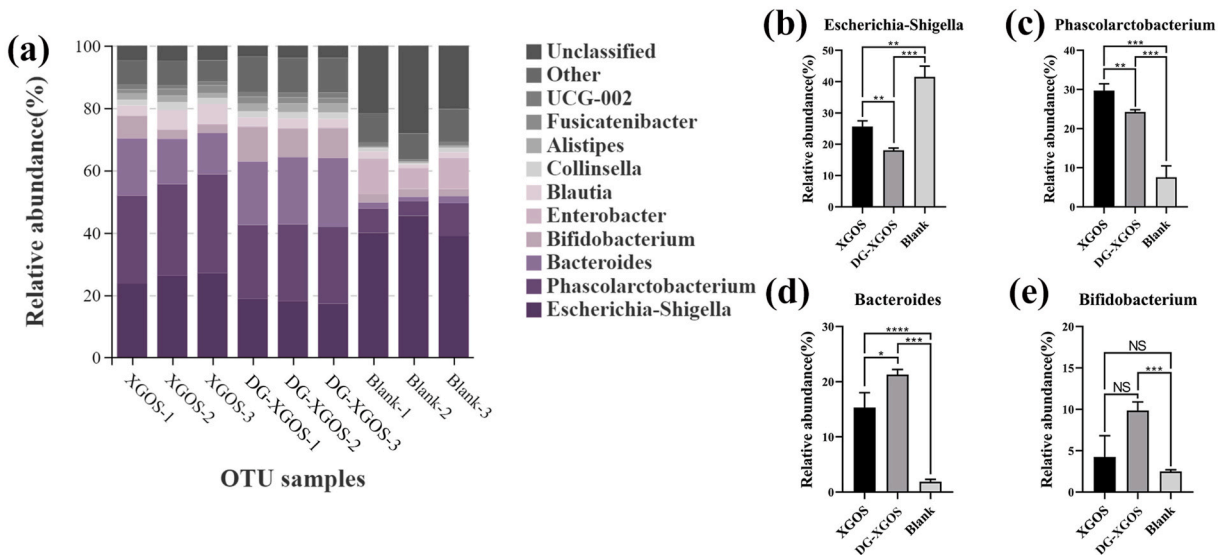 (a)
Relative abundance(%)
100
80
60
40
20
0
XGOS-1
XGOS-2
XGOS-3
DG-XGOS-1
DG-XGOS-2
DG-XGOS-3
Blank-1
Blank-2
Blank-3
OTU samples
Unclassified
Other
UCG-002
Fusicatenibacter
Alistipes
Collinsella
Blautia
Enterobacter
Bifidobacterium
Bacteroides
Phascolarctobacterium
Escherichia-Shigella
(b)
Escherichia-Shigella
Relative abundance(%)
50
40
30
20
10
0
**
***
**
XGOS
DG-XGOS
Blank
(c)
Phascolarctobacterium
Relative abundance(%)
40
30
20
10
0
***
***
**
XGOS
DG-XGOS
Blank
(d)
Bacteroides
Relative abundance(%)
30
20
10
0
****
***
*
XGOS
DG-XGOS
Blank
(e)
Bifidobacterium
Relative abundance(%)
20
15
10
5
0
NS
***
NS
XGOS
DG-XGOS
Blank